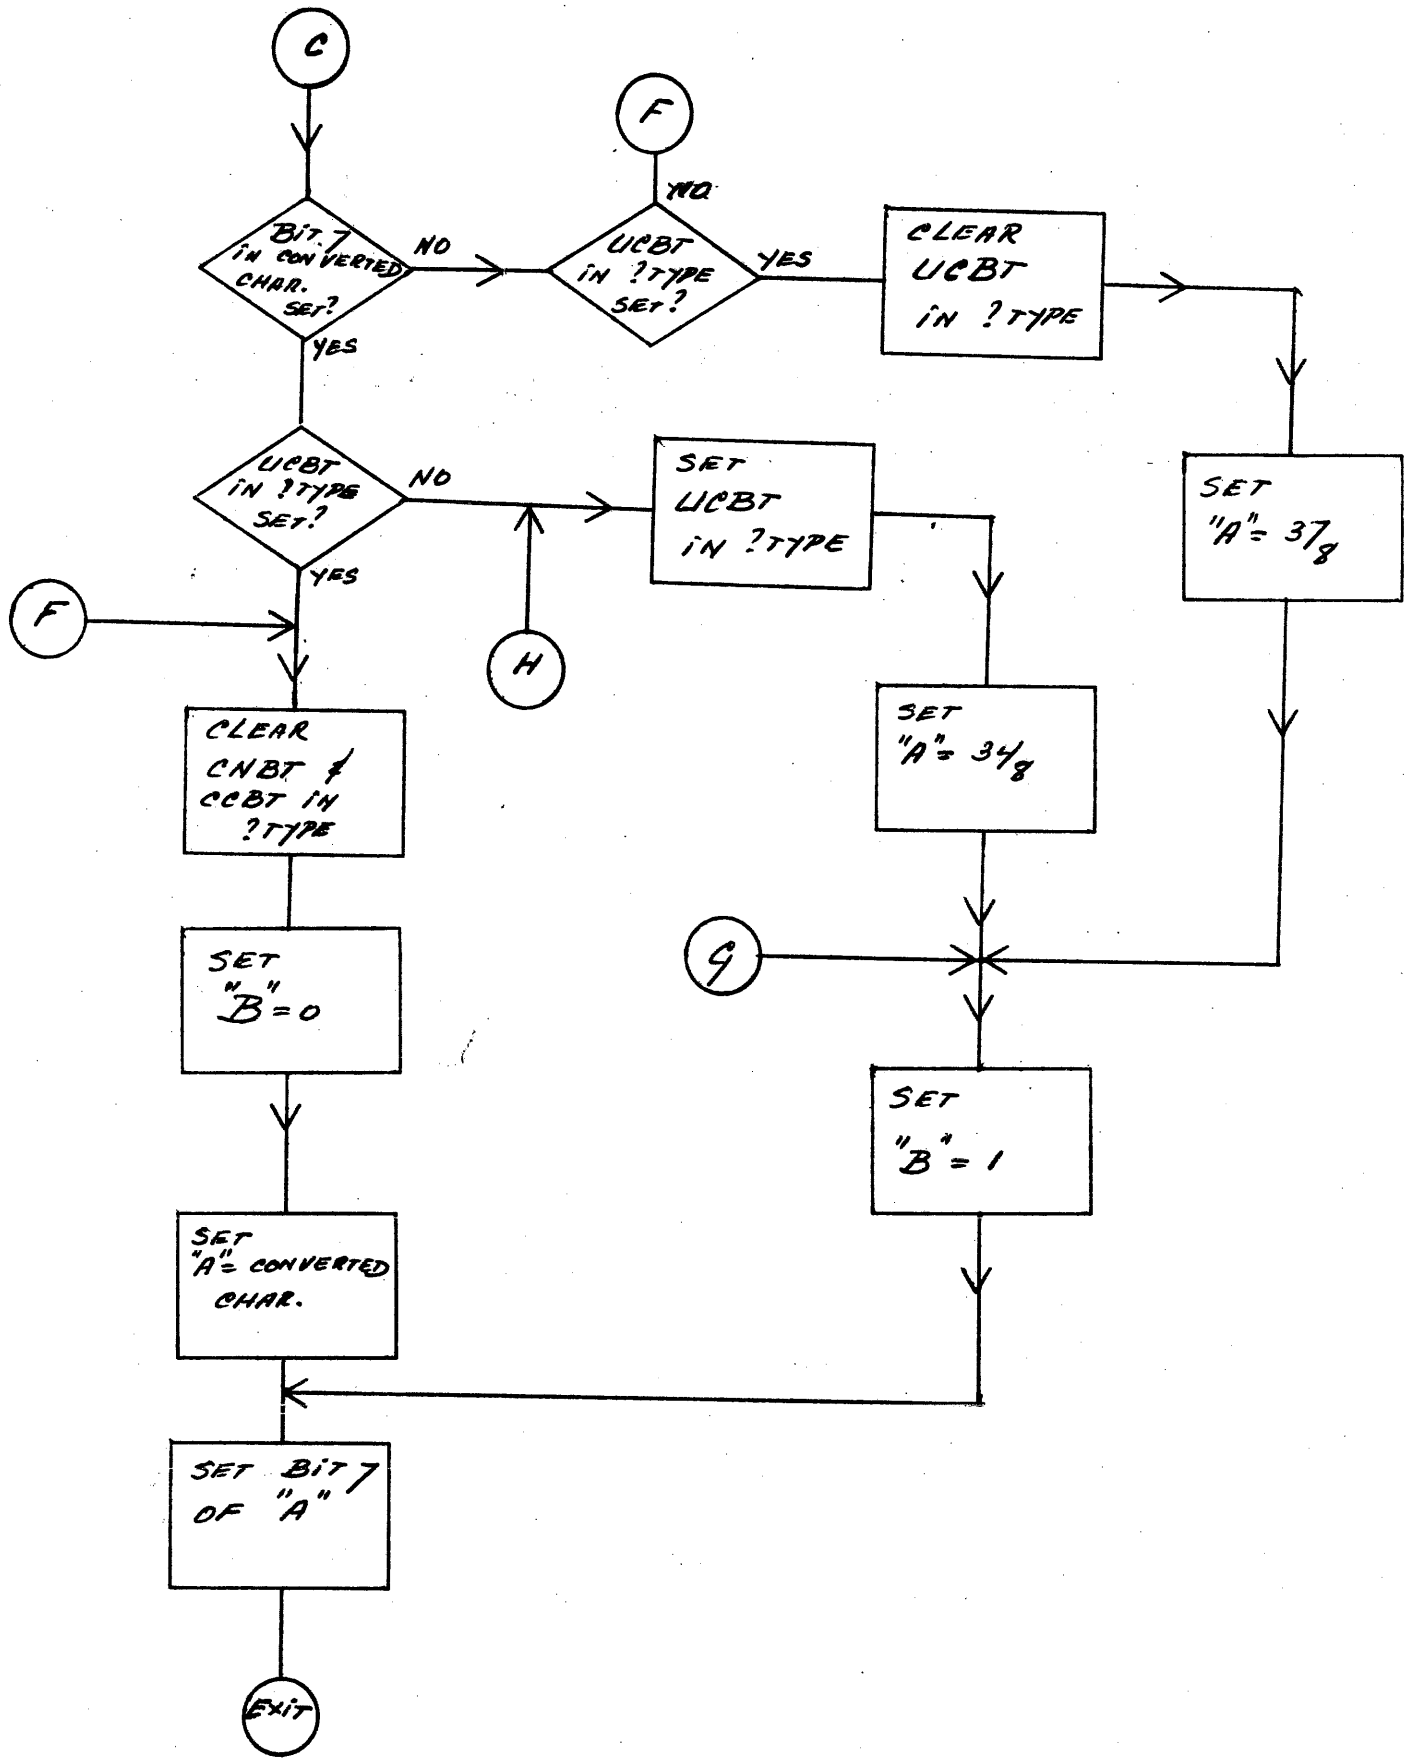 C
F
BIT 7
IN CONVERTED
CHAR.
SET?
NO
YES
NO
UCBT
IN ?TYPE
SET?
YES
CLEAR
UCBT
IN ?TYPE
UCBT
IN ?TYPE
SET?
NO
YES
SET
UCBT
IN ?TYPE
SET
"A"= 37₈
F
H
CLEAR
CNBT &
CCBT IN
?TYPE
SET
"A"= 34₈
SET
"B"=0
G
SET
"B"= 1
SET
"A"= CONVERTED
CHAR.
SET BIT 7
OF "A"
EXIT